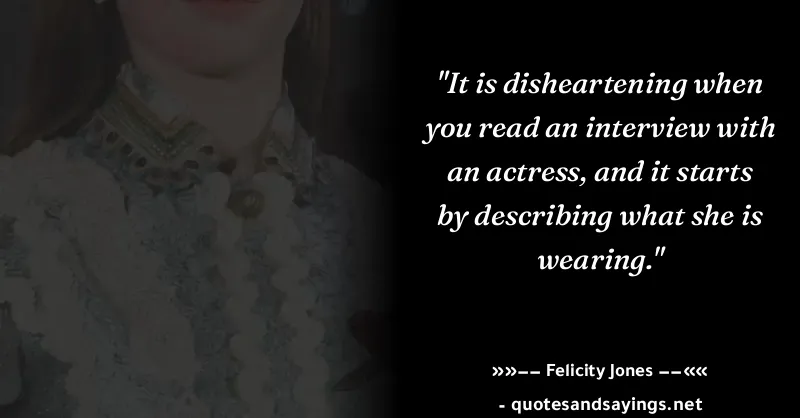 "It is disheartening when
you read an interview with
an actress, and it starts
by describing what she is
wearing."
»»–– Felicity Jones ––««
- quotesandsayings.net